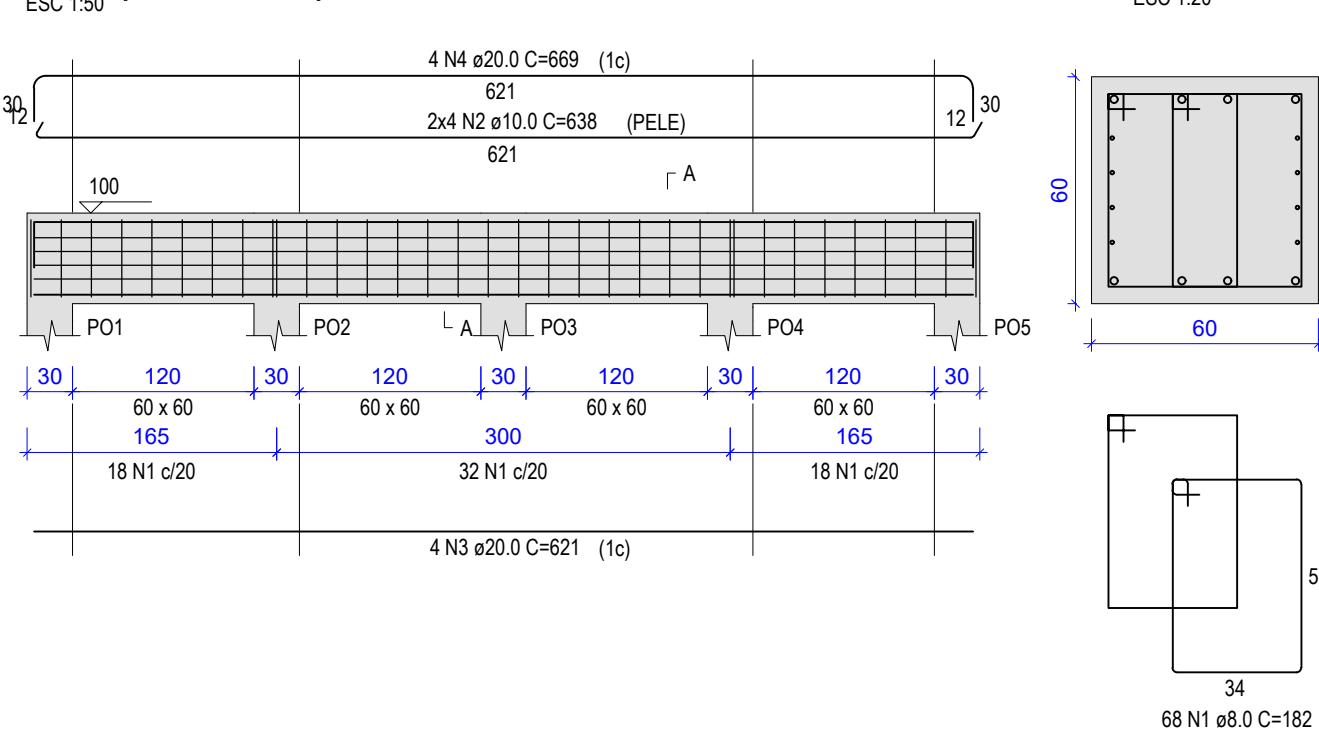 ESC 1:50
ESC 1:20
4 N4 ø20.0 C=669 (1c)
621
30
12
30
12
2x4 N2 ø10.0 C=638 (PELE)
621
A
100
60
60
PO1
PO2
A
PO3
PO4
PO5
30 120 30 120 30 120 30 120 30
60 x 60 60 x 60 60 x 60 60 x 60
165 300 165
18 N1 c/20 32 N1 c/20 18 N1 c/20
4 N3 ø20.0 C=621 (1c)
5
34
68 N1 ø8.0 C=182